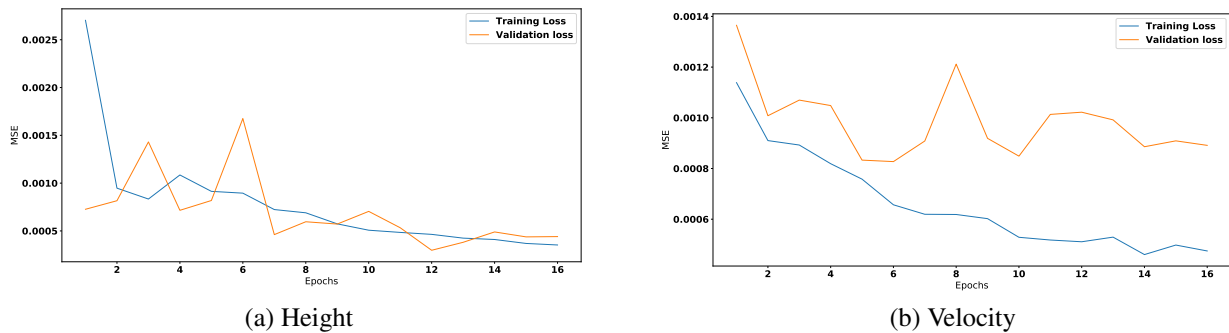 Training Loss
Validation loss
0.0025
0.0020
0.0015
0.0010
0.0005
MSE
2 4 6 8 10 12 14 16
Epochs
(a) Height
Training Loss
Validation loss
0.0014
0.0012
0.0010
0.0008
0.0006
MSE
2 4 6 8 10 12 14 16
Epochs
(b) Velocity